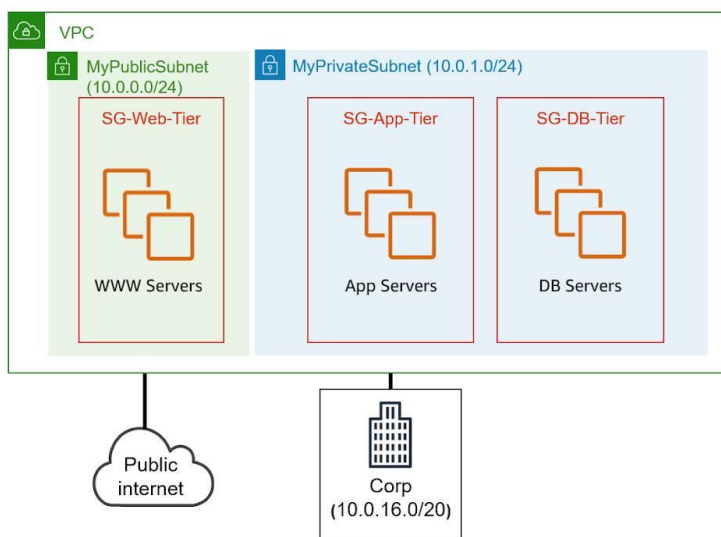 VPC
MyPublicSubnet
(10.0.0.0/24)
MyPrivateSubnet (10.0.1.0/24)
SG-Web-Tier
SG-App-Tier
SG-DB-Tier
WWW Servers
App Servers
DB Servers
Public
internet
Corp
(10.0.16.0/20)